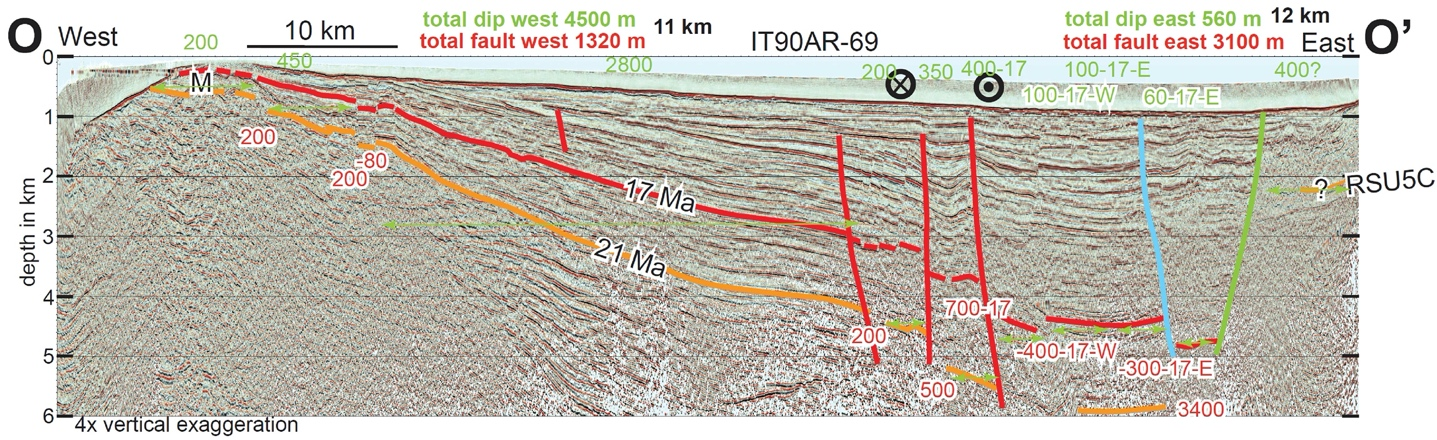 O West
10 km
total dip west 4500 m
total fault west 1320 m
11 km
IT90AR-69
total dip east 560 m
total fault east 3100 m
12 km
East O’
200
450
2800
200
350
400-17
100-17-E
400?
100-17-W
60-17-E
M
0
1
2
3
4
5
6
depth in km
200
-80
200
17 Ma
21 Ma
? RSU5C
700-17
200
-400-17-W
-300-17-E
500
3400
4x vertical exaggeration